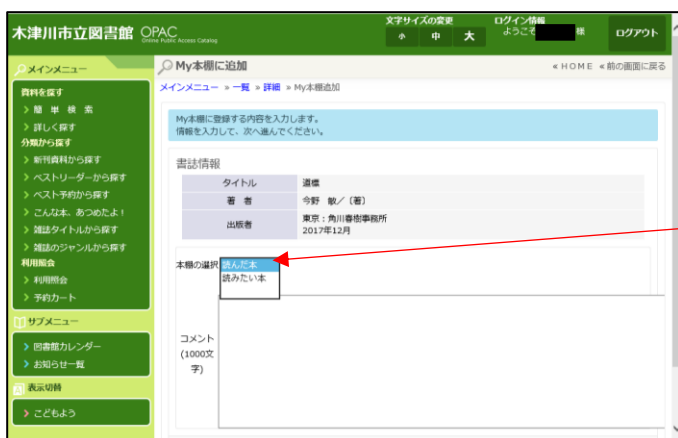 木津川市立図書館 OPAC
Online Public Access Catalog
文字サイズの変更
小 中 大
ログイン情報
ようこそ 様
ログアウト
メインメニュー
資料を探す
簡単検索
詳しく探す
分類から探す
新刊資料から探す
ベストリーダーから探す
ベスト予約から探す
こんな本、あつめたよ!
雑誌タイトルから探す
雑誌のジャンルから探す
利用照会
利用照会
予約カート
サブメニュー
図書館カレンダー
お知らせ一覧
表示切替
こどもよう
My本棚に追加
«HOME «前の画面に戻る
メインメニュー » 一覧 » 詳細 » My本棚追加
My本棚に登録する内容を入力します。
情報を入力して、次へ進んでください。
書誌情報
タイトル 道標
著者 今野 敏/(著)
出版者 東京:角川春樹事務所
2017年12月
本棚の選択 読んだ本
読みたい本
コメント
(1000文
字)